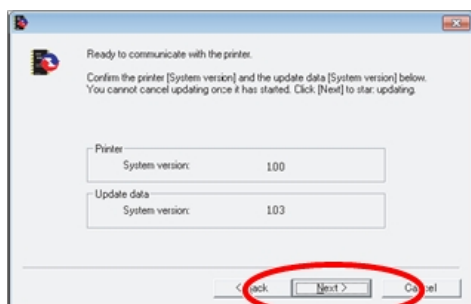 Ready to communicate with the printer.
Confirm the printer [System version] and the update data [System version] below.
You cannot cancel updating once it has started. Click [Next] to start updating.
Printer
System version: 1.00
Update data
System version: 1.03
< Back Next > Cancel